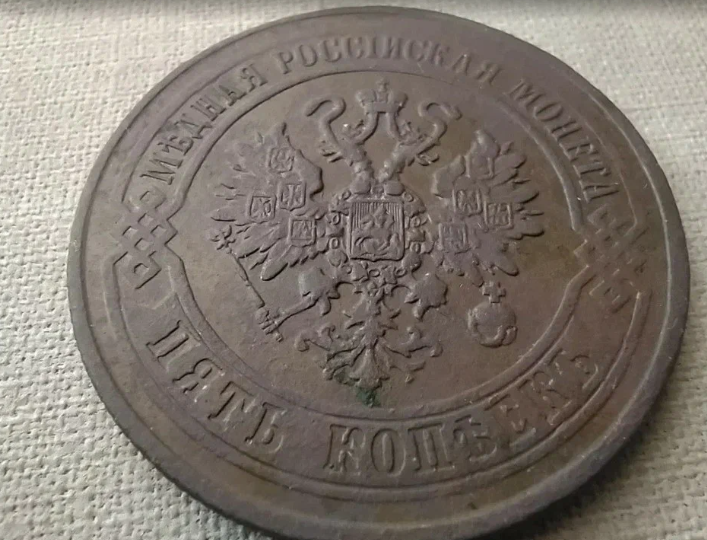 МѢДНАЯ РОССІЙСКАЯ МОНЕТА
ПЯТЬ КОПѢЕКЪ